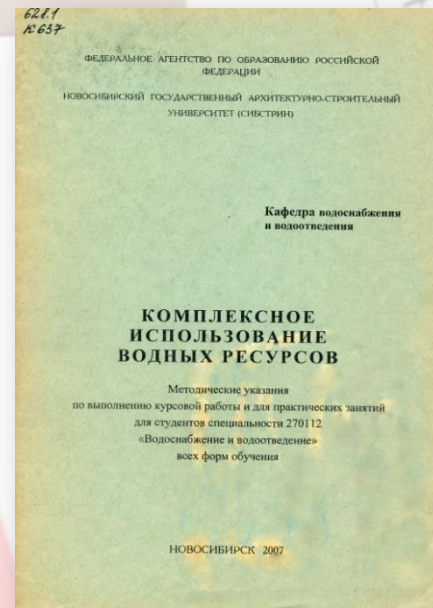 628.1
К 637
ФЕДЕРАЛЬНОЕ АГЕНТСТВО ПО ОБРАЗОВАНИЮ РОССИЙСКОЙ
ФЕДЕРАЦИИ
НОВОСИБИРСКИЙ ГОСУДАРСТВЕННЫЙ АРХИТЕКТУРНО-СТРОИТЕЛЬНЫЙ
УНИВЕРСИТЕТ (СИБСТРИН)
Кафедра водоснабжения
и водоотведения
КОМПЛЕКСНОЕ
ИСПОЛЬЗОВАНИЕ
ВОДНЫХ РЕСУРСОВ
Методические указания
по выполнению курсовой работы и для практических занятий
для студентов специальности 270112
«Водоснабжение и водоотведение»
всех форм обучения
НОВОСИБИРСК 2007